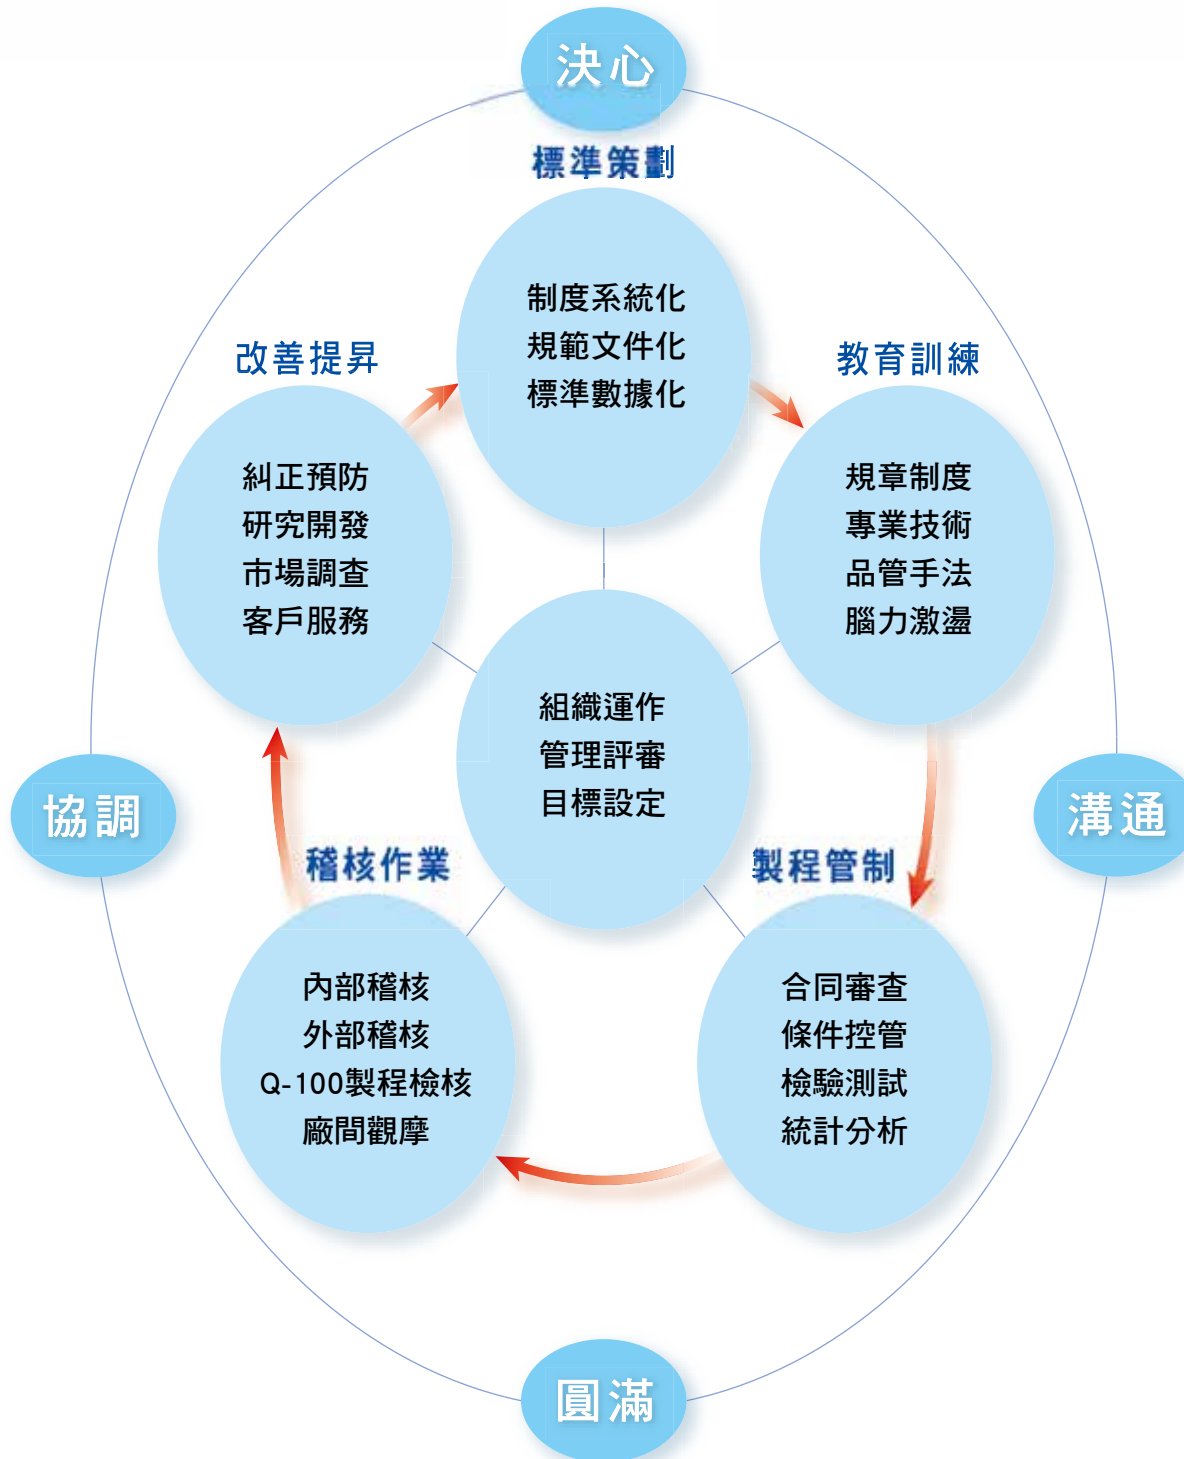 決心
標準策劃
制度系統化
規範文件化
標準數據化
改善提昇
糾正預防
研究開發
市場調查
客戶服務
教育訓練
規章制度
專業技術
品管手法
腦力激盪
組織運作
管理評審
目標設定
協調
溝通
稽核作業
內部稽核
外部稽核
Q-100製程檢核
廠間觀摩
製程管制
合同審查
條件控管
檢驗測試
統計分析
圓滿